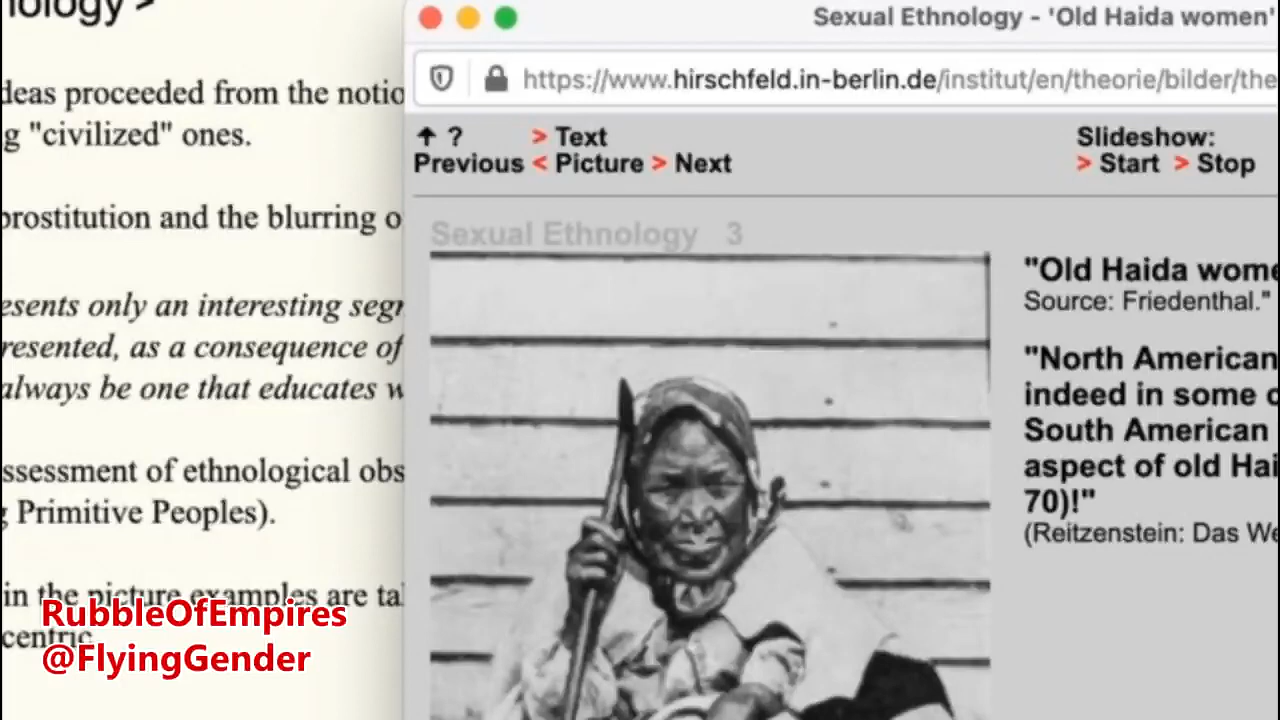 deas proceeded from the notio
g "civilized" ones.
prostitution and the blurring o
esents only an interesting segr
resented, as a consequence of
always be one that educates w
ssessment of ethnological obs
g Primitive Peoples).
in the picture examples are tal
centric
RubbleOfEmpires
@FlyingGender
Sexual Ethnology - 'Old Haida women'
https://www.hirschfeld.in-berlin.de/institut/en/theorie/bilder/the
↑ ? > Text
Previous < Picture > Next
Slideshow:
> Start > Stop
Sexual Ethnology 3
"Old Haida wome
Source: Friedenthal."
"North American
indeed in some c
South American
aspect of old Hai
70)!"
(Reitzenstein: Das We